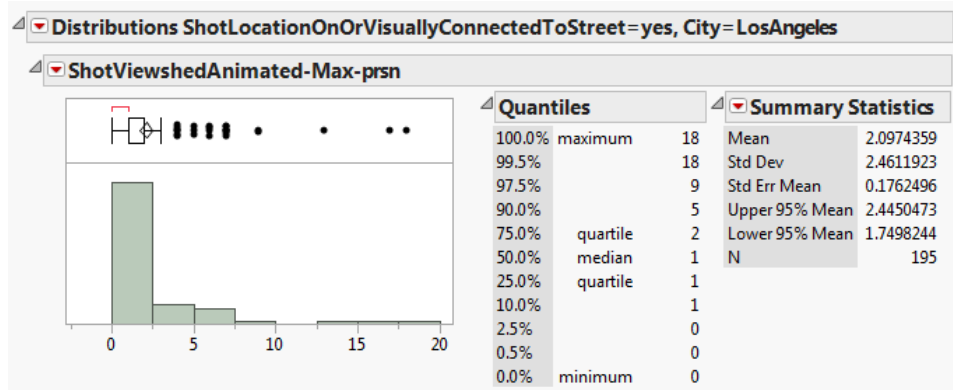 Distributions ShotLocationOnOrVisuallyConnectedToStreet=yes, City=LosAngeles
ShotViewshedAnimated-Max-prsn
0 5 10 15 20
Quantiles
100.0% maximum 18
99.5% 18
97.5% 9
90.0% 5
75.0% quartile 2
50.0% median 1
25.0% quartile 1
10.0% 1
2.5% 0
0.5% 0
0.0% minimum 0
Summary Statistics
Mean 2.0974359
Std Dev 2.4611923
Std Err Mean 0.1762496
Upper 95% Mean 2.4450473
Lower 95% Mean 1.7498244
N 195